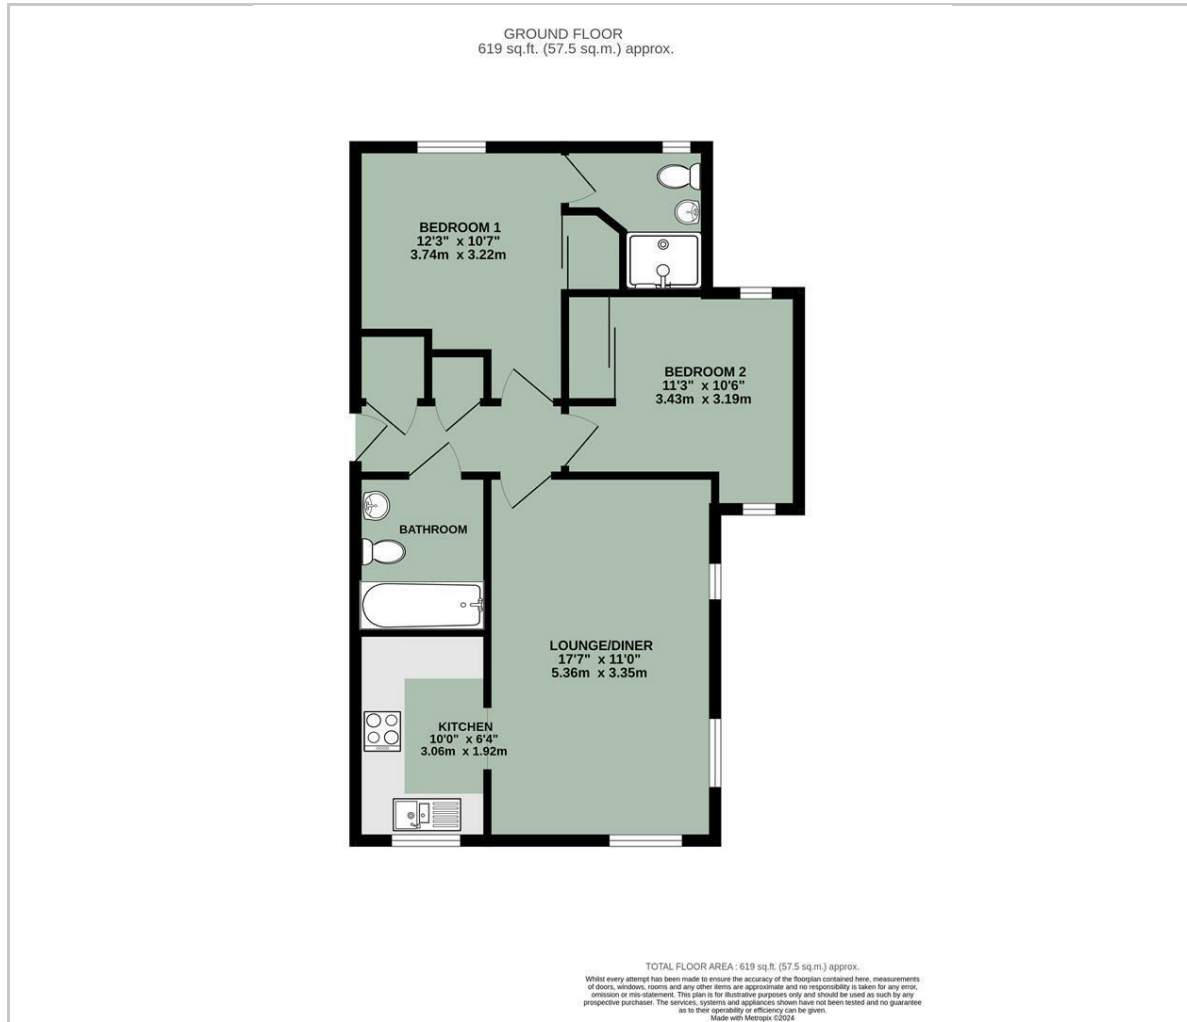 GROUND FLOOR
619 sq.ft. (57.5 sq.m.) approx.
BEDROOM 1
12'3" x 10'7"
3.74m x 3.22m
BEDROOM 2
11'3" x 10'6"
3.43m x 3.19m
BATHROOM
LOUNGE/DINER
17'7" x 11'0"
5.36m x 3.35m
KITCHEN
10'0" x 6'4"
3.06m x 1.92m
TOTAL FLOOR AREA : 619 sq.ft. (57.5 sq.m.) approx.
Whilst every attempt has been made to ensure the accuracy of the floorplan contained here, measurements
of doors, windows, rooms and any other items are approximate and no responsibility is taken for any error,
omission or mis-statement. This plan is for illustrative purposes only and should be used as such by any
prospective purchaser. The services, systems and appliances shown have not been tested and no guarantee
as to their operability or efficiency can be given.
Made with Metropix ©2024